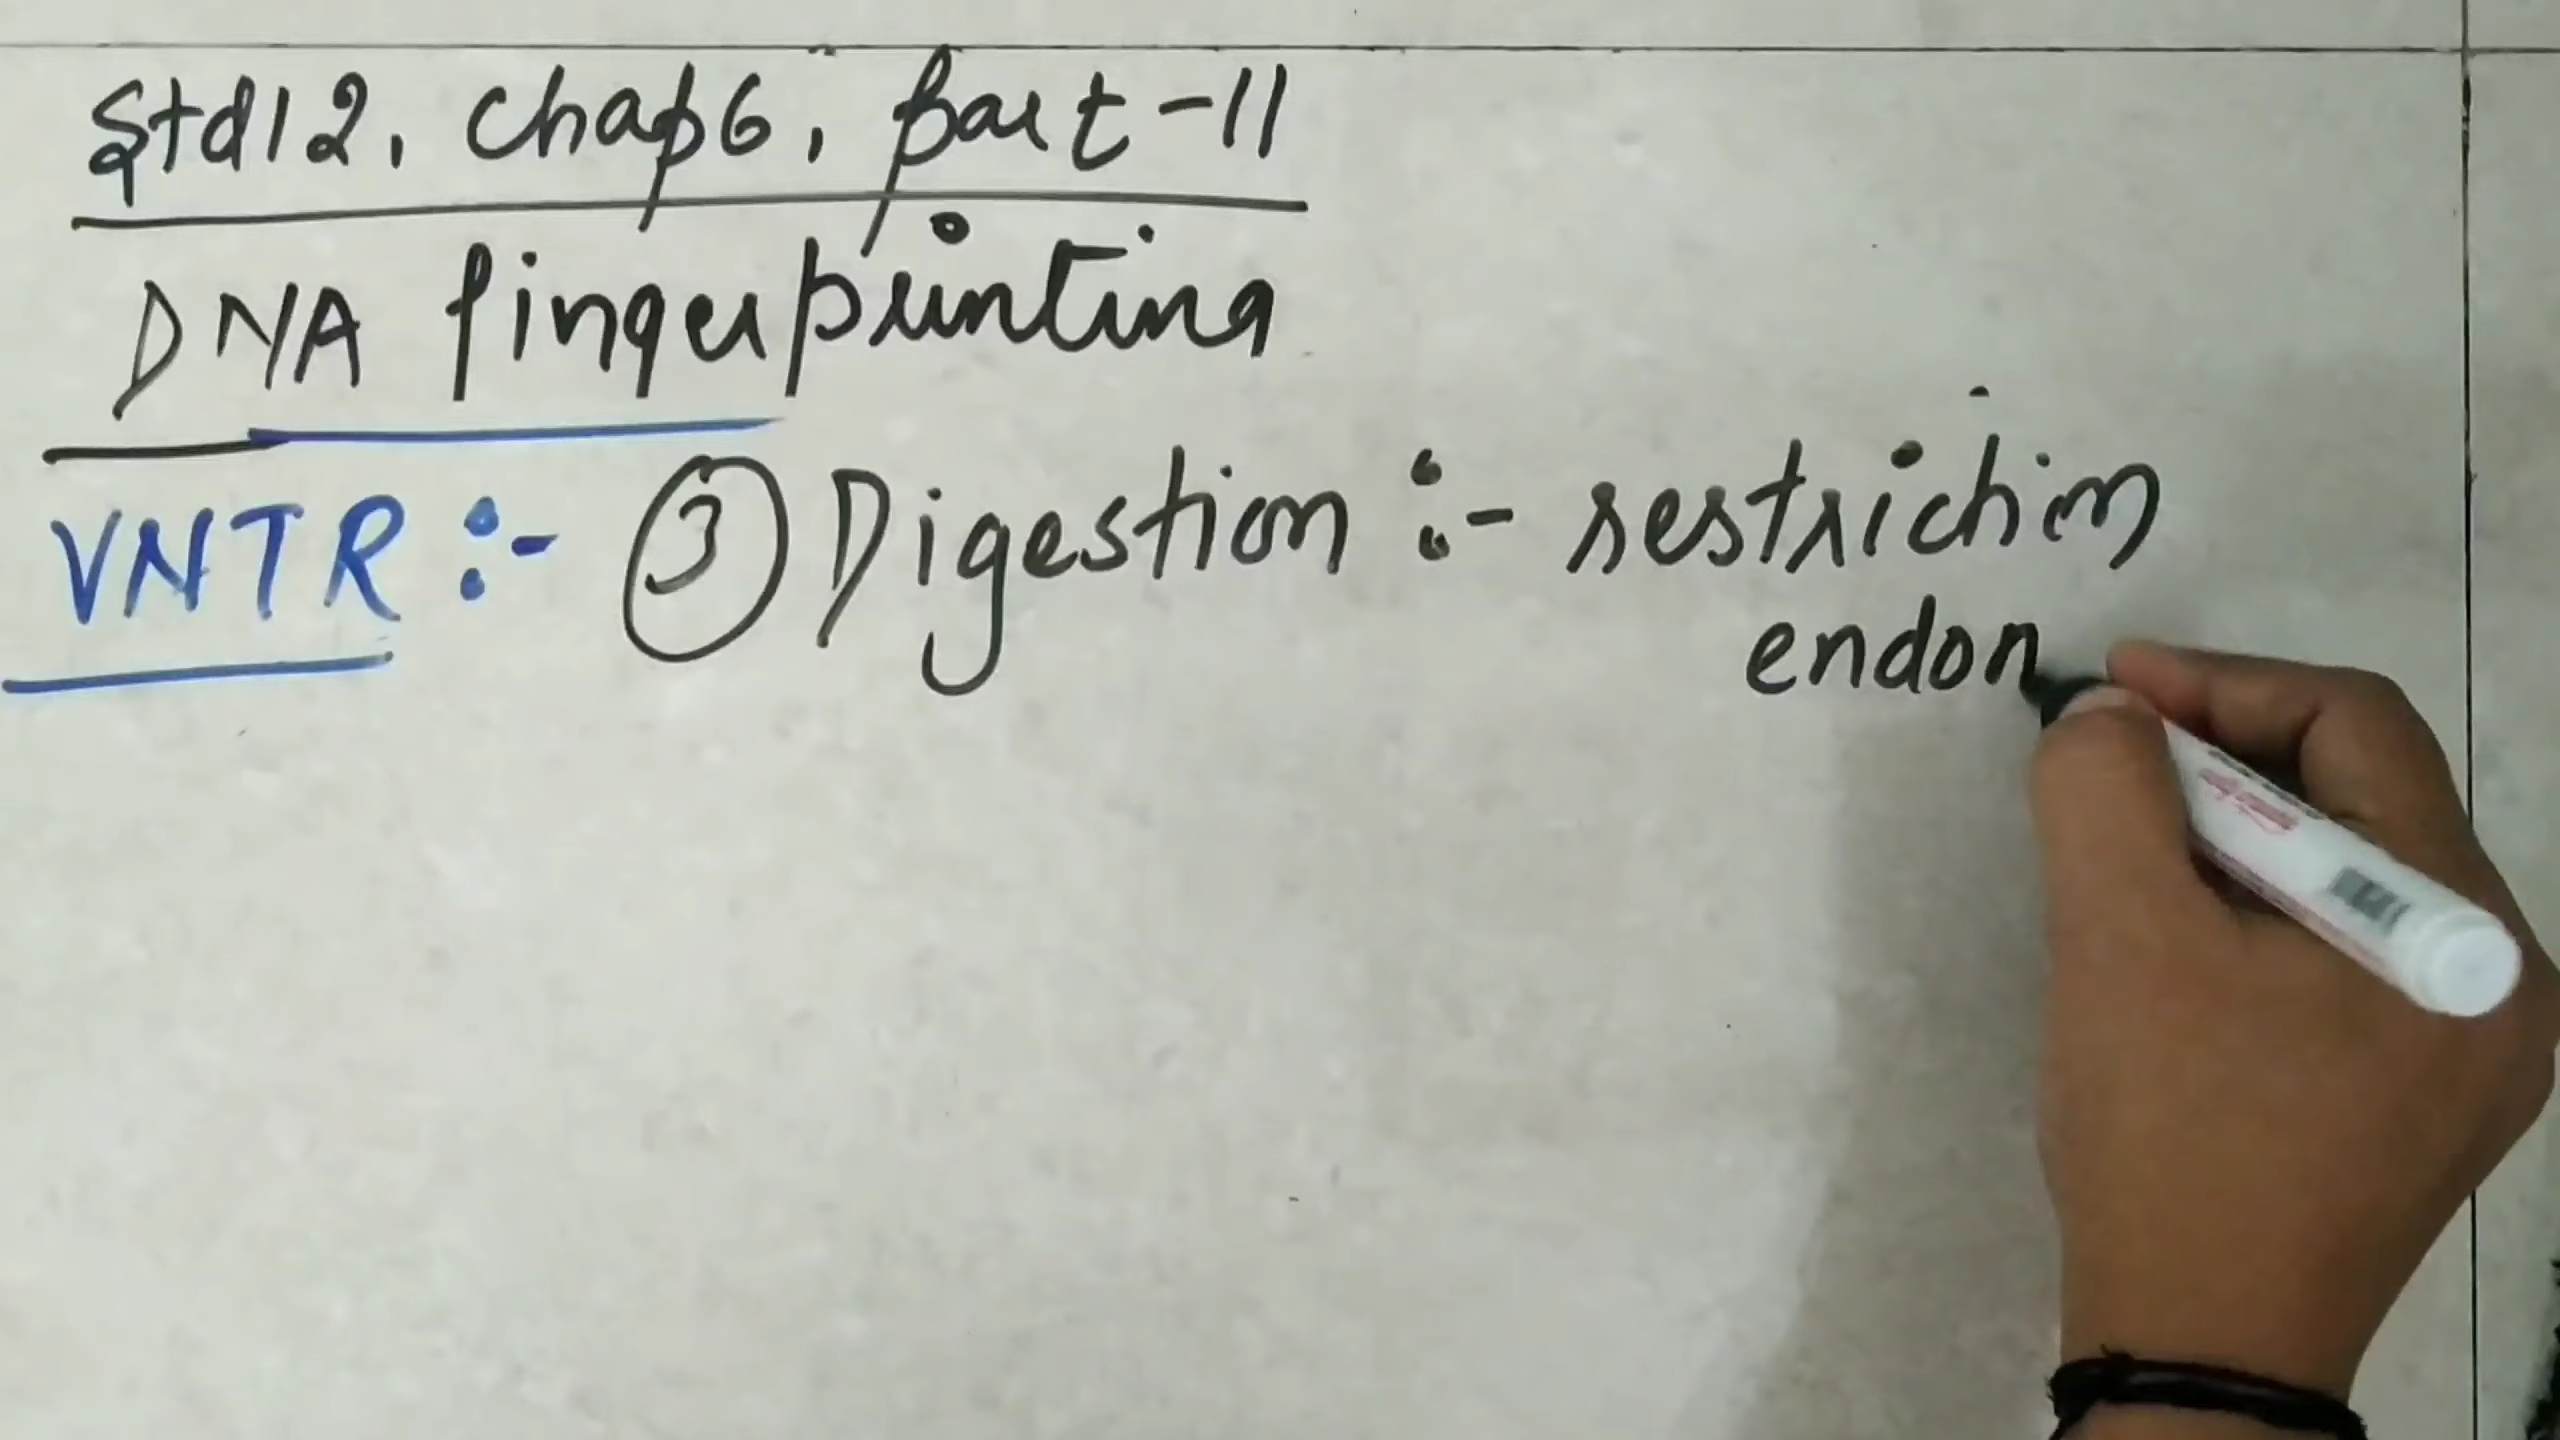 Std12, Chap6, part-11
DNA fingerprinting
VNTR :- ③ Digestion :- restriction
endon